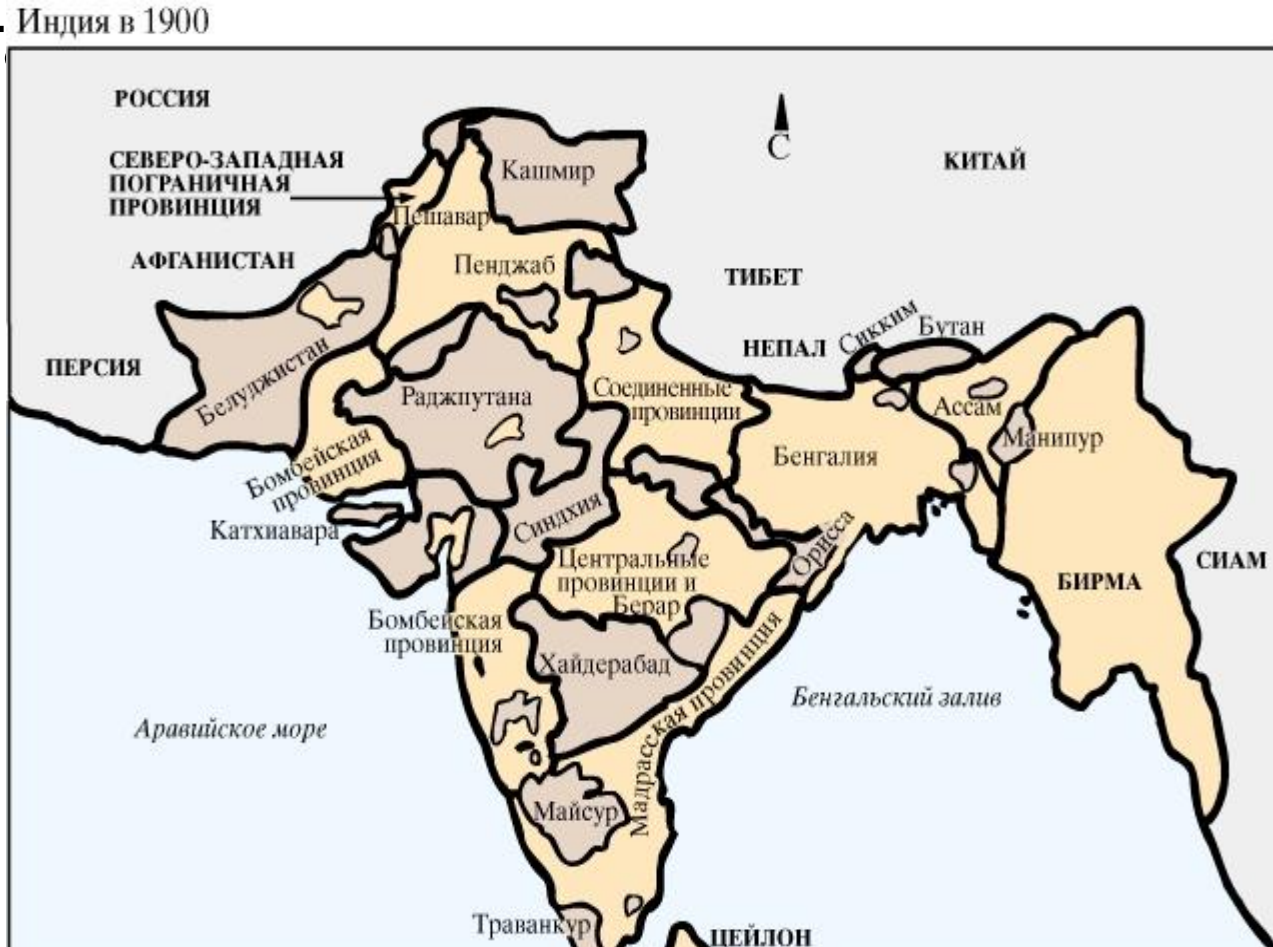 Индия в 1900
РОССИЯ
С
СЕВЕРО-ЗАПАДНАЯ
ПОГРАНИЧНАЯ
ПРОВИНЦИЯ
Кашмир
КИТАЙ
Пешавар
АФГАНИСТАН
Пенджаб
ТИБЕТ
Сикким
Бутан
НЕПАЛ
ПЕРСИЯ
Белуджистан
Раджпутана
Соединенные
провинции
Ассам
Манипур
Бомбейская
провинция
Бенгалия
Катхиавара
Синдхия
Орисса
Центральные
провинции и
Берар
СИАМ
БИРМА
Бомбейская
провинция
Хайдерабад
Мадрасская провинция
Бенгальский залив
Аравийское море
Майсур
Траванкур
ЦЕЙЛОН